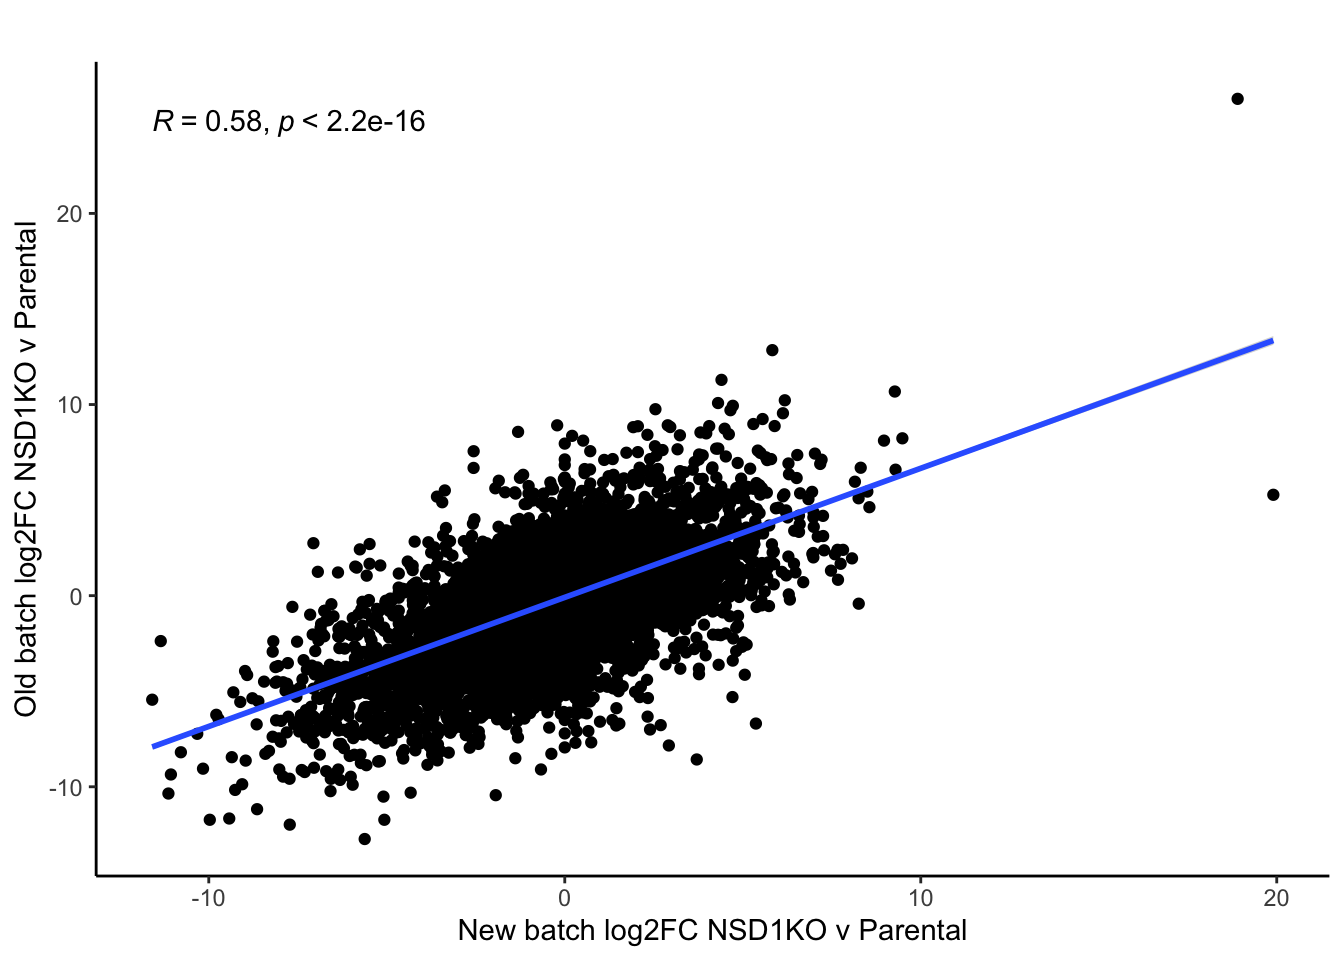 R = 0.58, p < 2.2e-16
Old batch log2FC NSD1KO v Parental
20
10
0
-10
-10
0
10
20
New batch log2FC NSD1KO v Parental